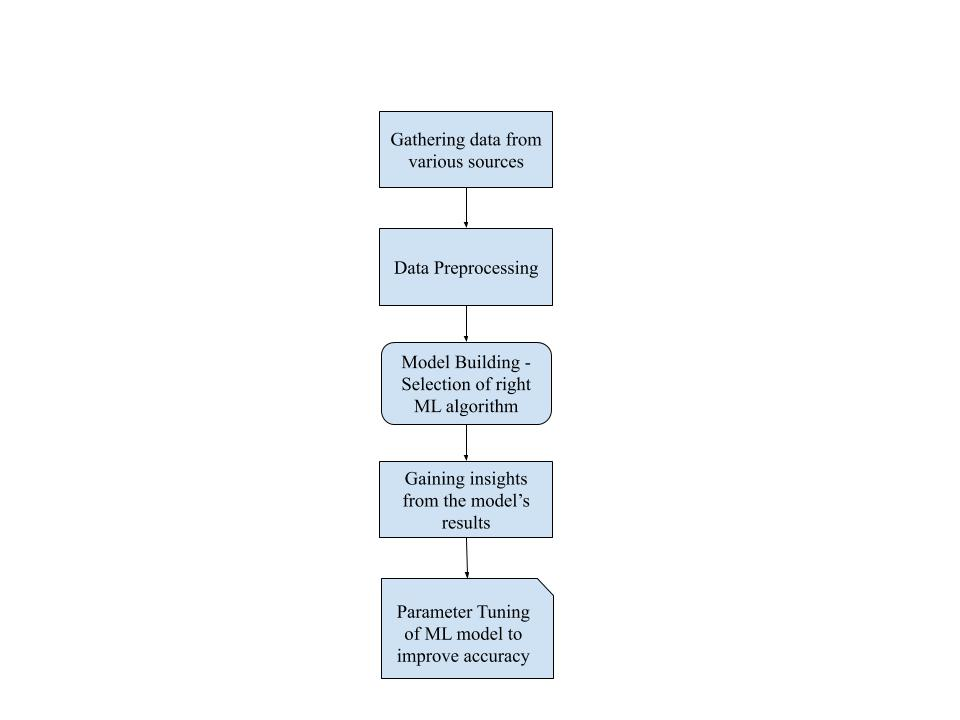 Gathering data from
various sources
Data Preprocessing
Model Building -
Selection of right
ML algorithm
Gaining insights
from the model’s
results
Parameter Tuning
of ML model to
improve accuracy